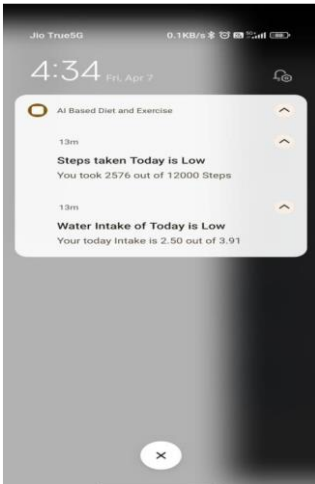 Jio True5G 0.1KB/s
4:34 Fri, Apr 7
AI Based Diet and Exercise
13m
Steps taken Today is Low
You took 2576 out of 12000 Steps
13m
Water Intake of Today is Low
Your today Intake is 2.50 out of 3.91